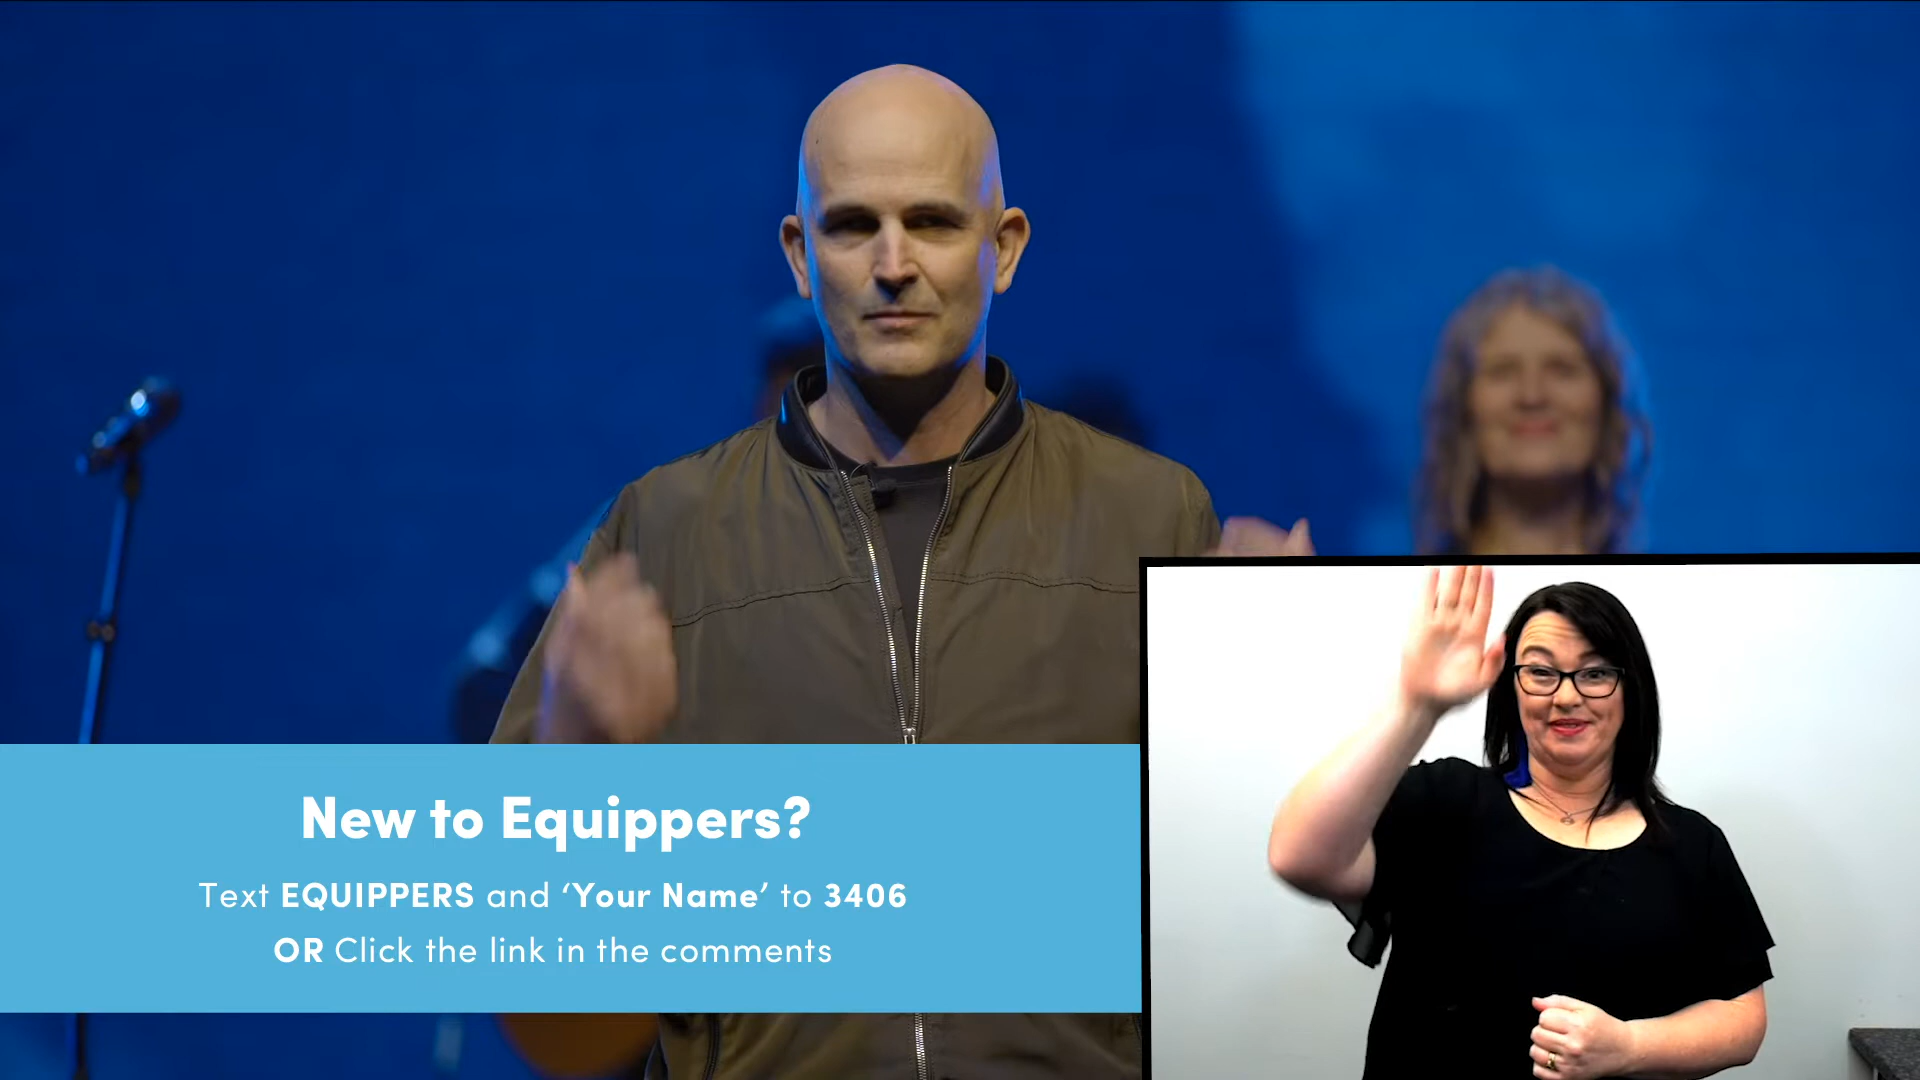 New to Equippers?
Text EQUIPPERS and ‘Your Name’ to 3406
OR Click the link in the comments